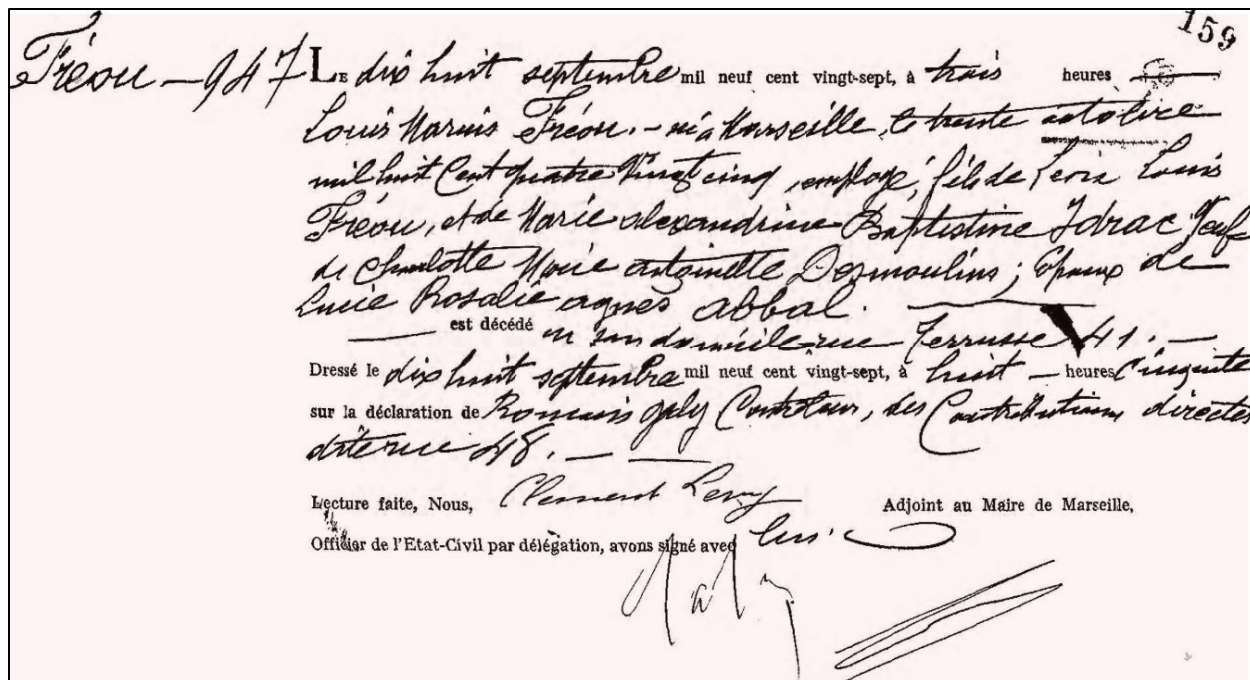 159
Fréou - 947
LE dix huit septembre mil neuf cent vingt-sept, à trois heures —
Louis Marius Fréou. - né à Marseille, le trente octobre
mil huit Cent quatre Vingt cinq, employé, fils de Louis
Fréou, et de Marie alexandrine Baptistine Idrac Veuf
de Charlotte Marie antoinette Desmoulins ; époux de
Lucie Rosalie agnès abbal. —
— est décédé en son domicile rue Terrusse 41. —
Dressé le dix huit septembre mil neuf cent vingt-sept, à huit - heures Cinquante
sur la déclaration de Romain galy Controleur, des Contributions directes
dite rue 48. — —
Lecture faite, Nous, Clément Levy Adjoint au Maire de Marseille,
Officier de l'Etat-Civil par délégation, avons signé avec lui.